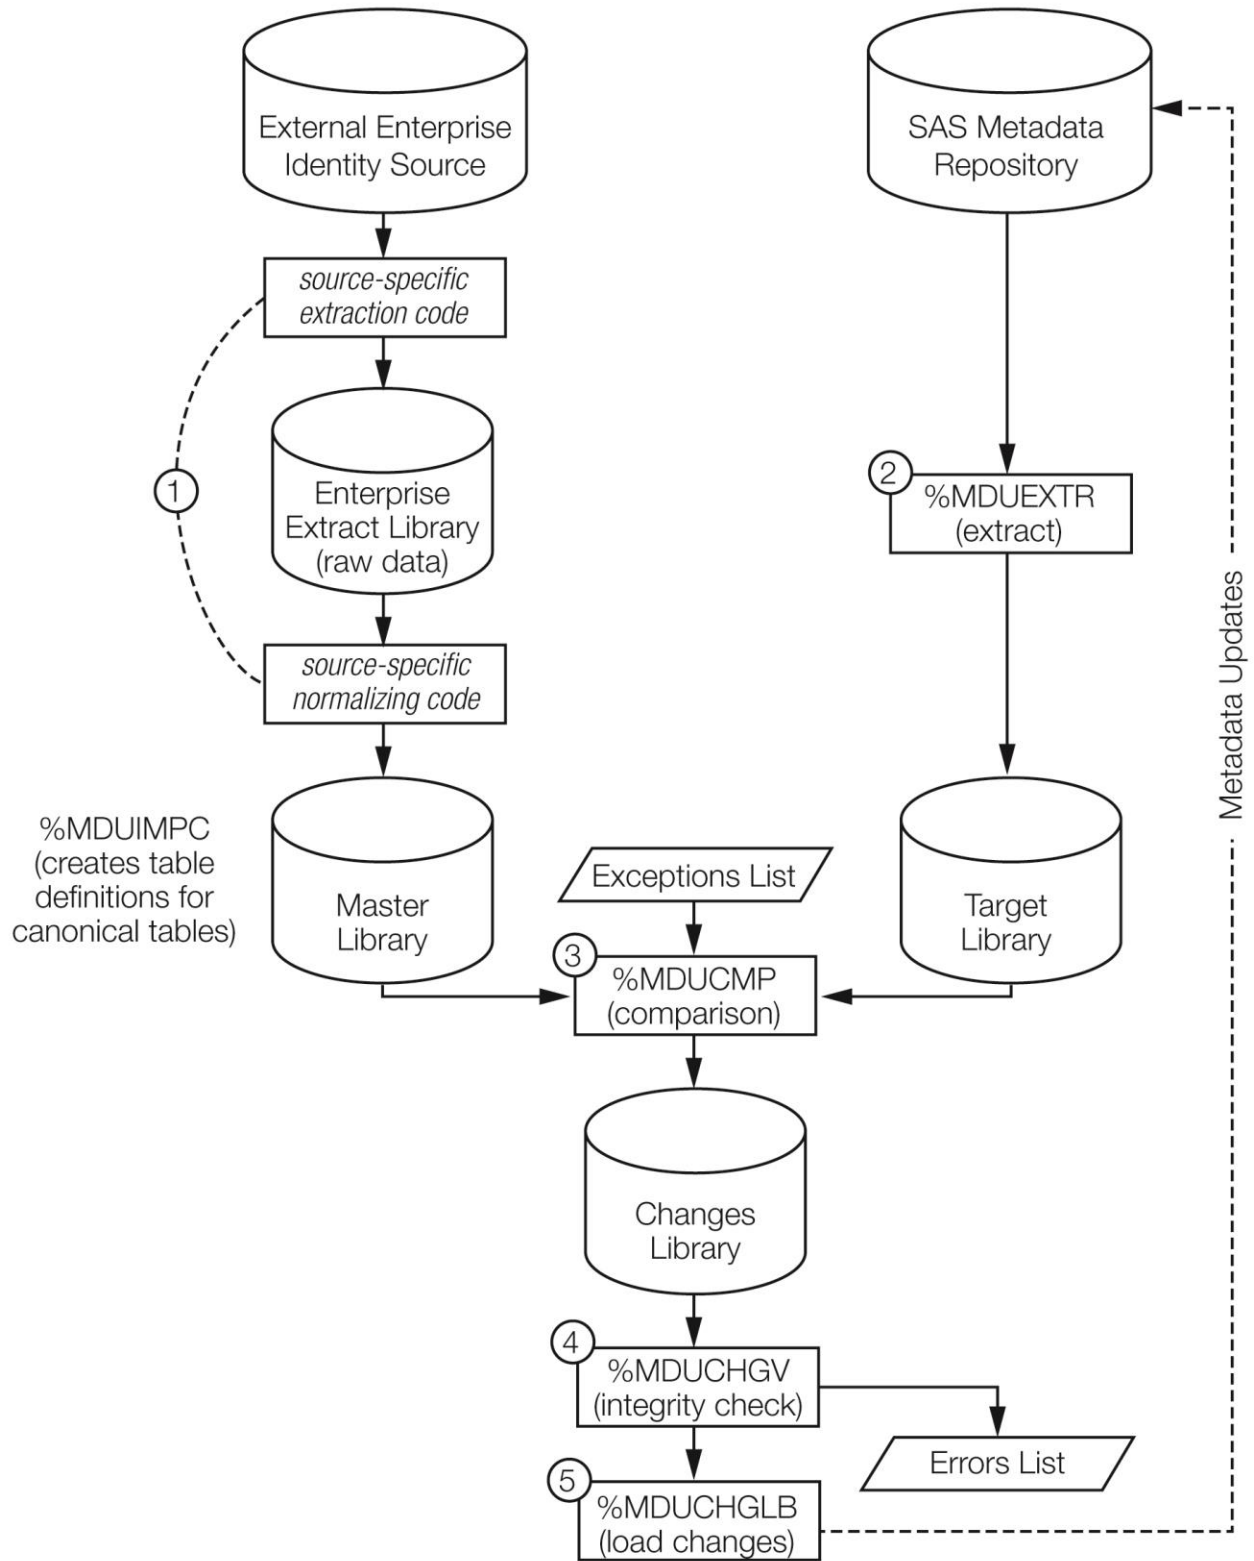 External Enterprise
Identity Source
SAS Metadata
Repository
source-specific
extraction code
1
Enterprise
Extract Library
(raw data)
2
%MDUEXTR
(extract)
source-specific
normalizing code
Metadata Updates
%MDUIMPC
(creates table
definitions for
canonical tables)
Master
Library
Exceptions List
Target
Library
3
%MDUCMP
(comparison)
Changes
Library
4
%MDUCHGV
(integrity check)
Errors List
5
%MDUCHGLB
(load changes)